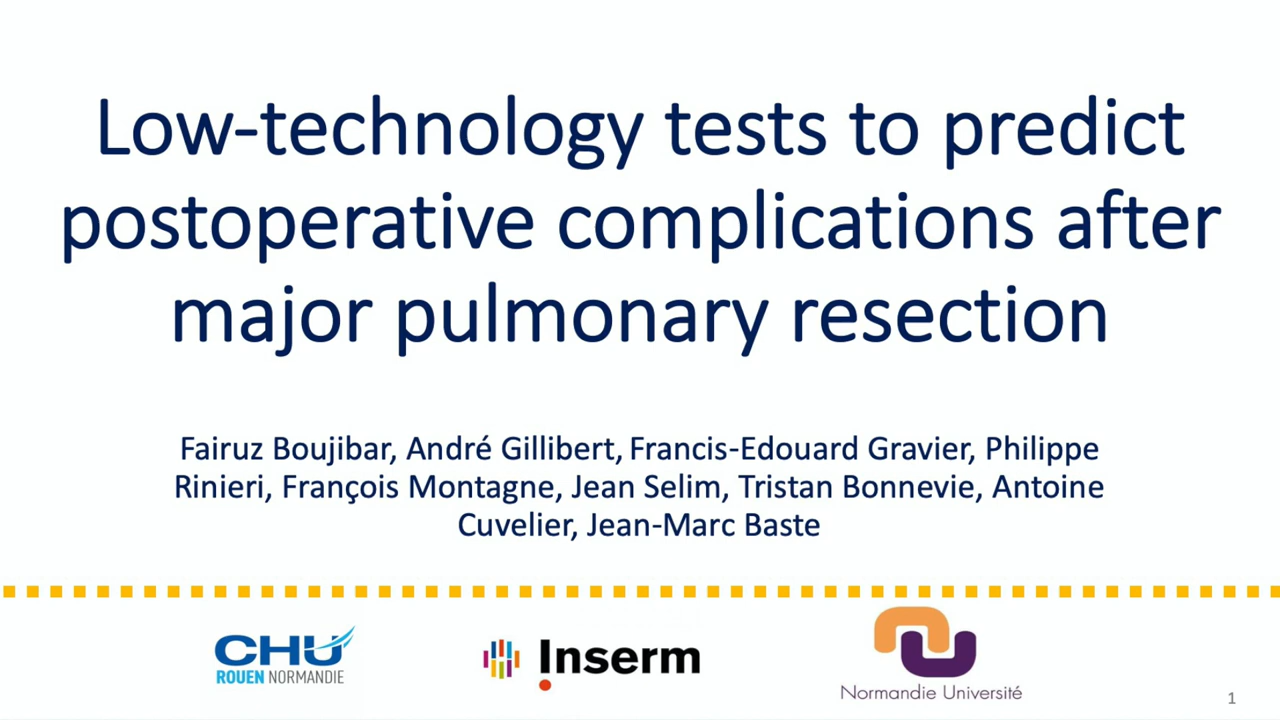 Low-technology tests to predict
postoperative complications after
major pulmonary resection
Fairuz Boujibar, André Gillibert, Francis-Edouard Gravier, Philippe
Rinieri, François Montagne, Jean Selim, Tristan Bonnevie, Antoine
Cuvelier, Jean-Marc Baste
CHU
ROUEN NORMANDIE
Inserm
Normandie Université
1